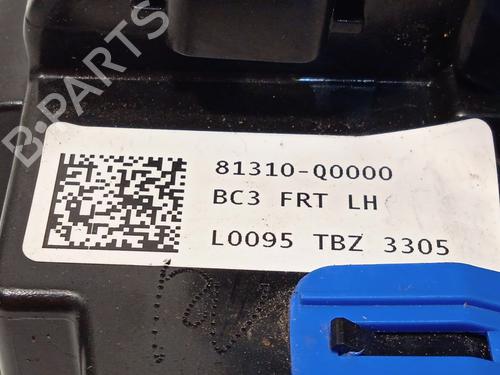 B-PARTS
81310-Q0000
BC3 FRT LH
L0095 TBZ 3305